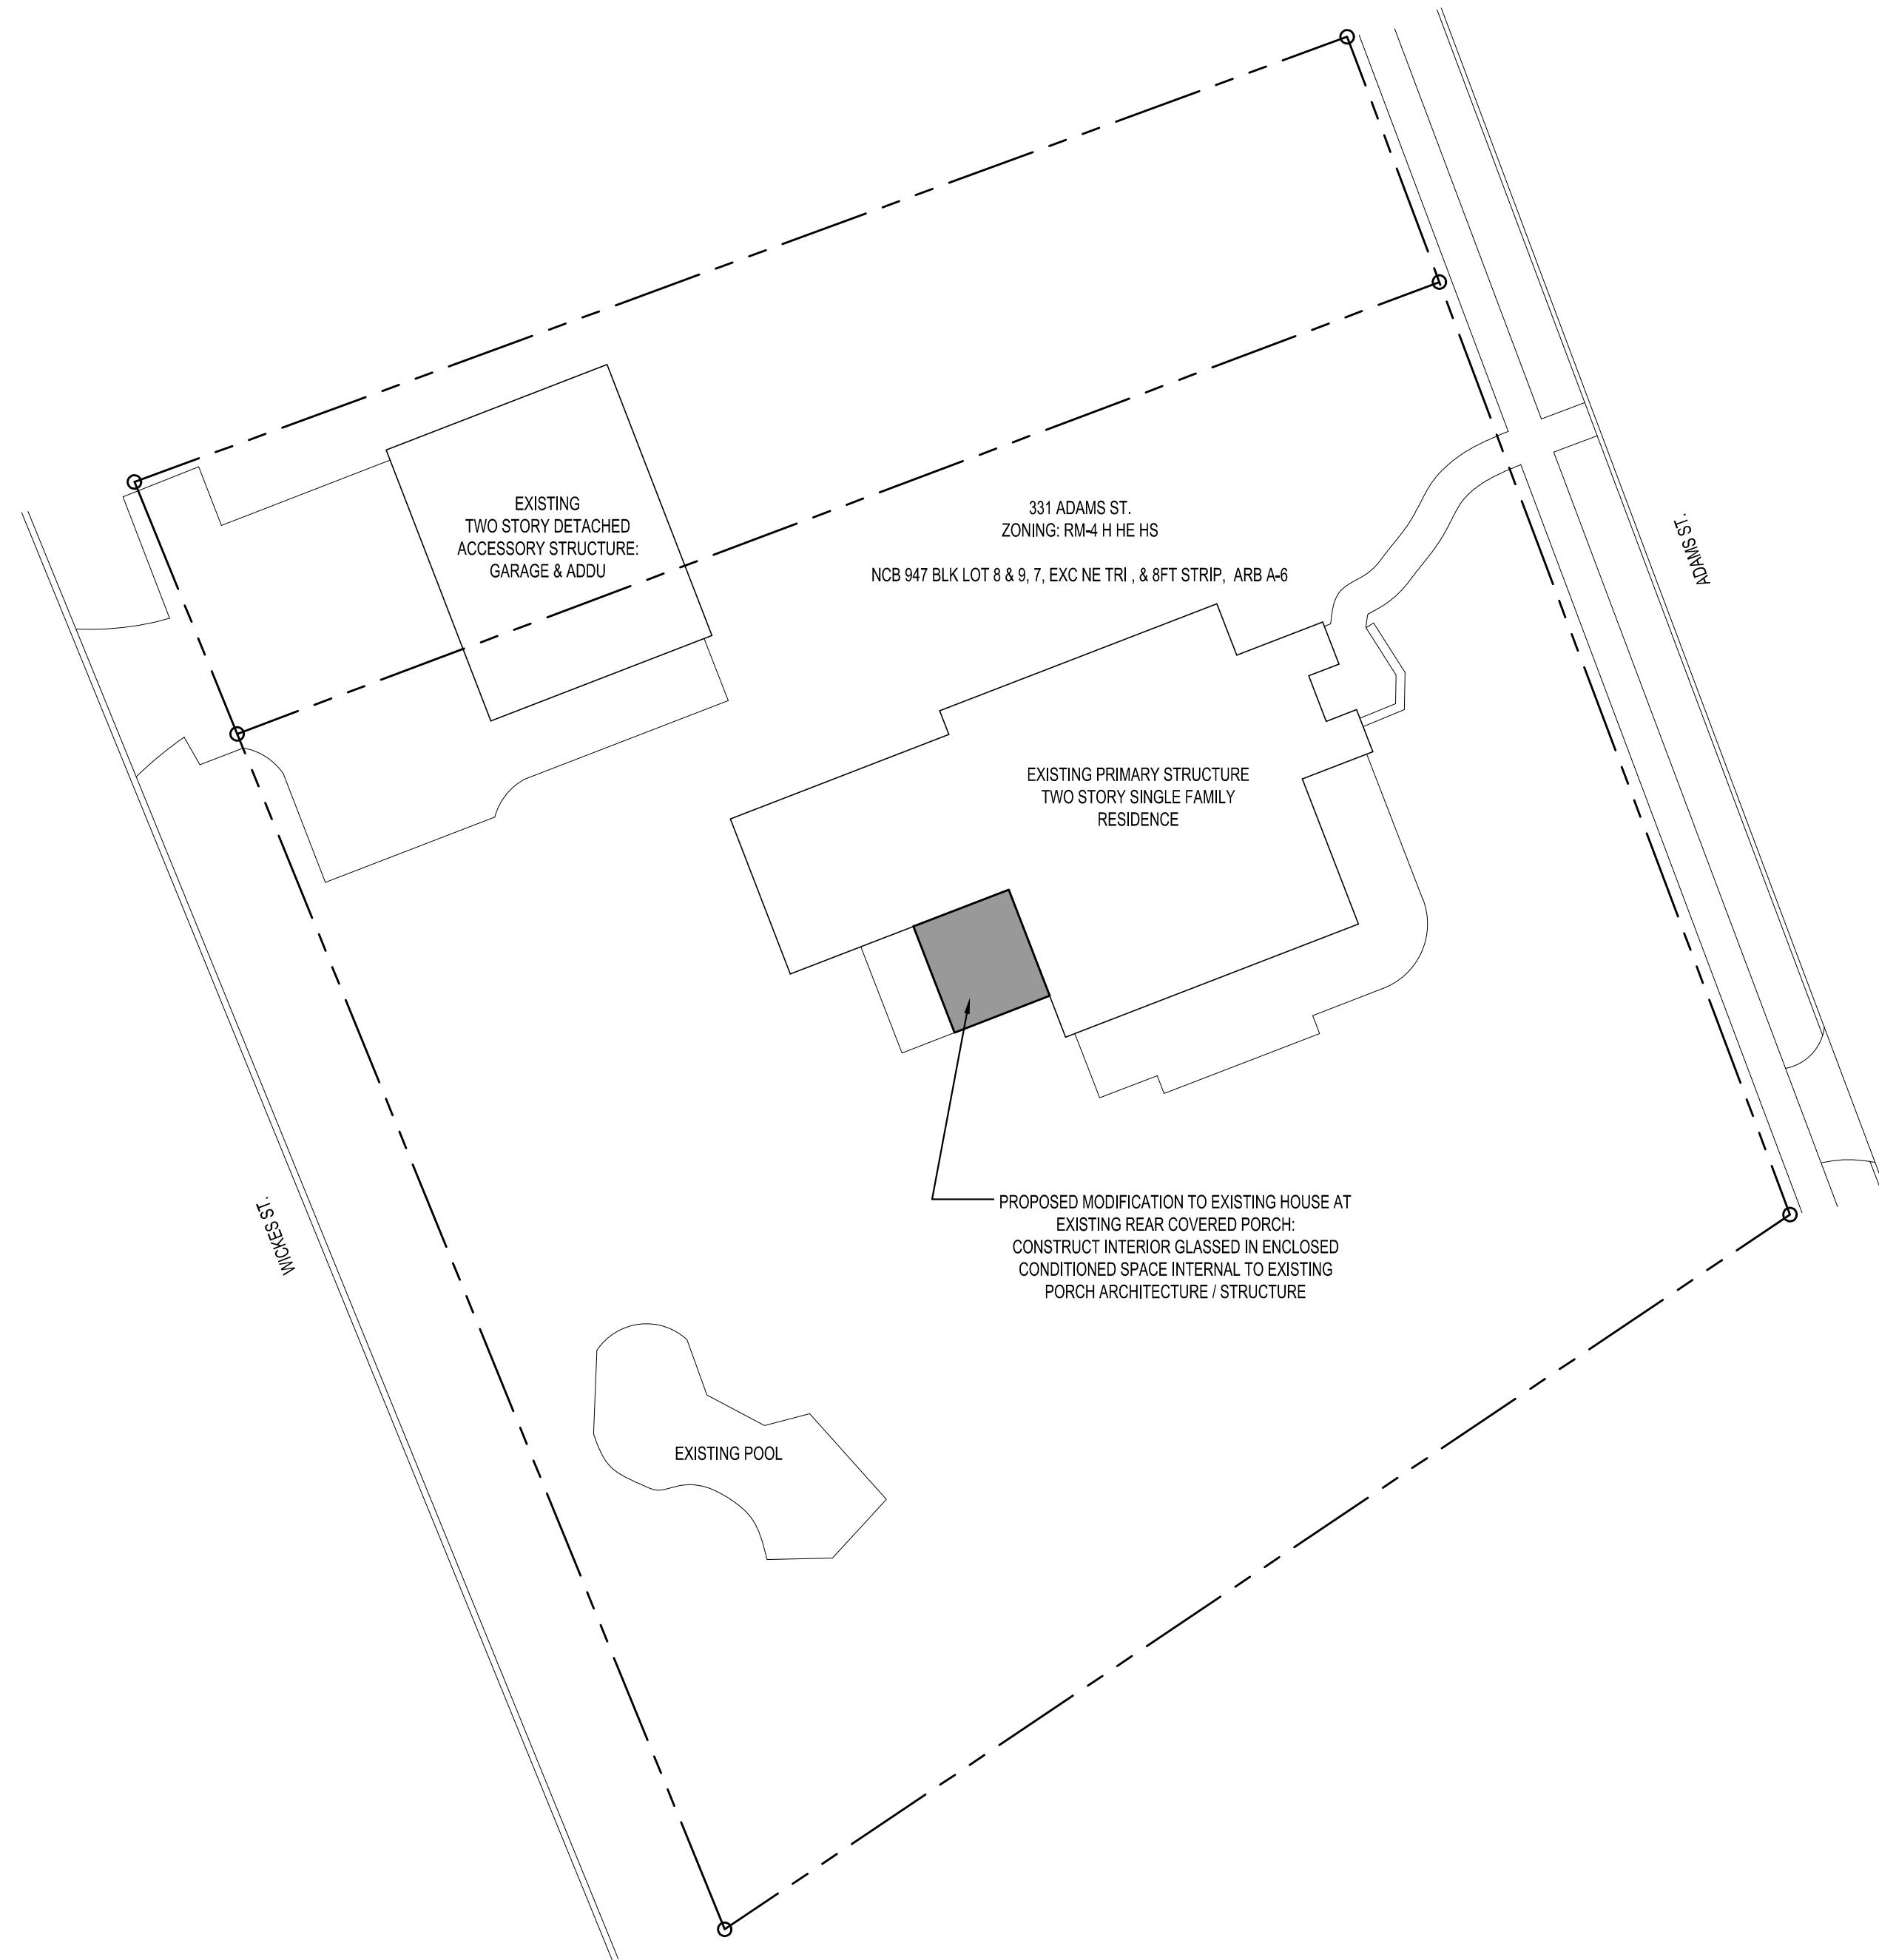 EXISTING
TWO STORY DETACHED
ACCESSORY STRUCTURE:
GARAGE & ADDU
331 ADAMS ST.
ZONING: RM-4 H HE HS
NCB 947 BLK LOT 8 & 9, 7, EXC NE TRI , & 8FT STRIP, ARB A-6
ADAMS ST.
EXISTING PRIMARY STRUCTURE
TWO STORY SINGLE FAMILY
RESIDENCE
WICKES ST.
PROPOSED MODIFICATION TO EXISTING HOUSE AT
EXISTING REAR COVERED PORCH:
CONSTRUCT INTERIOR GLASSED IN ENCLOSED
CONDITIONED SPACE INTERNAL TO EXISTING
PORCH ARCHITECTURE / STRUCTURE
EXISTING POOL